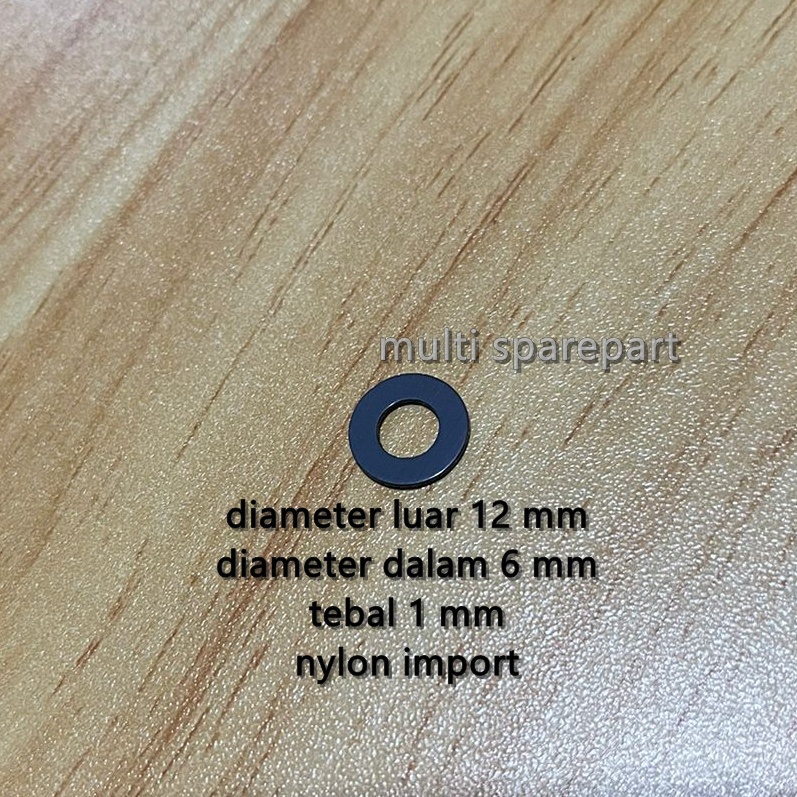 multi sparepart
diameter luar 12 mm
diameter dalam 6 mm
tebal 1 mm
nylon import